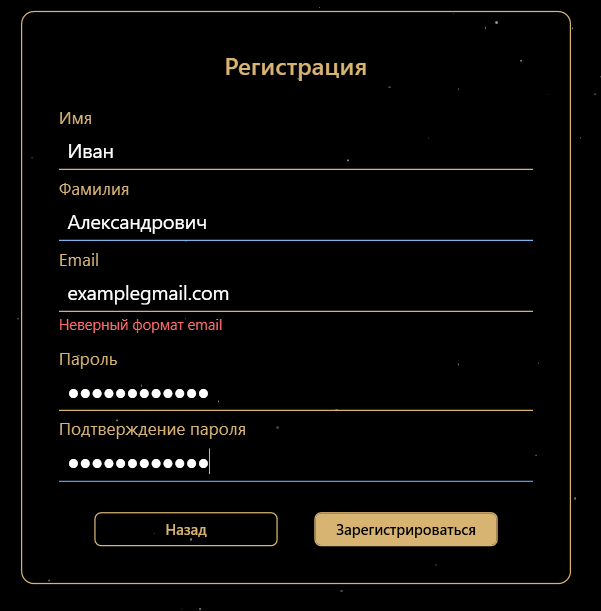 Регистрация
Имя
Иван
Фамилия
Александрович
Email
examplegmail.com
Неверный формат email
Пароль
●●●●●●●●●●●●
Подтверждение пароля
●●●●●●●●●●●●
Назад Зарегистрироваться